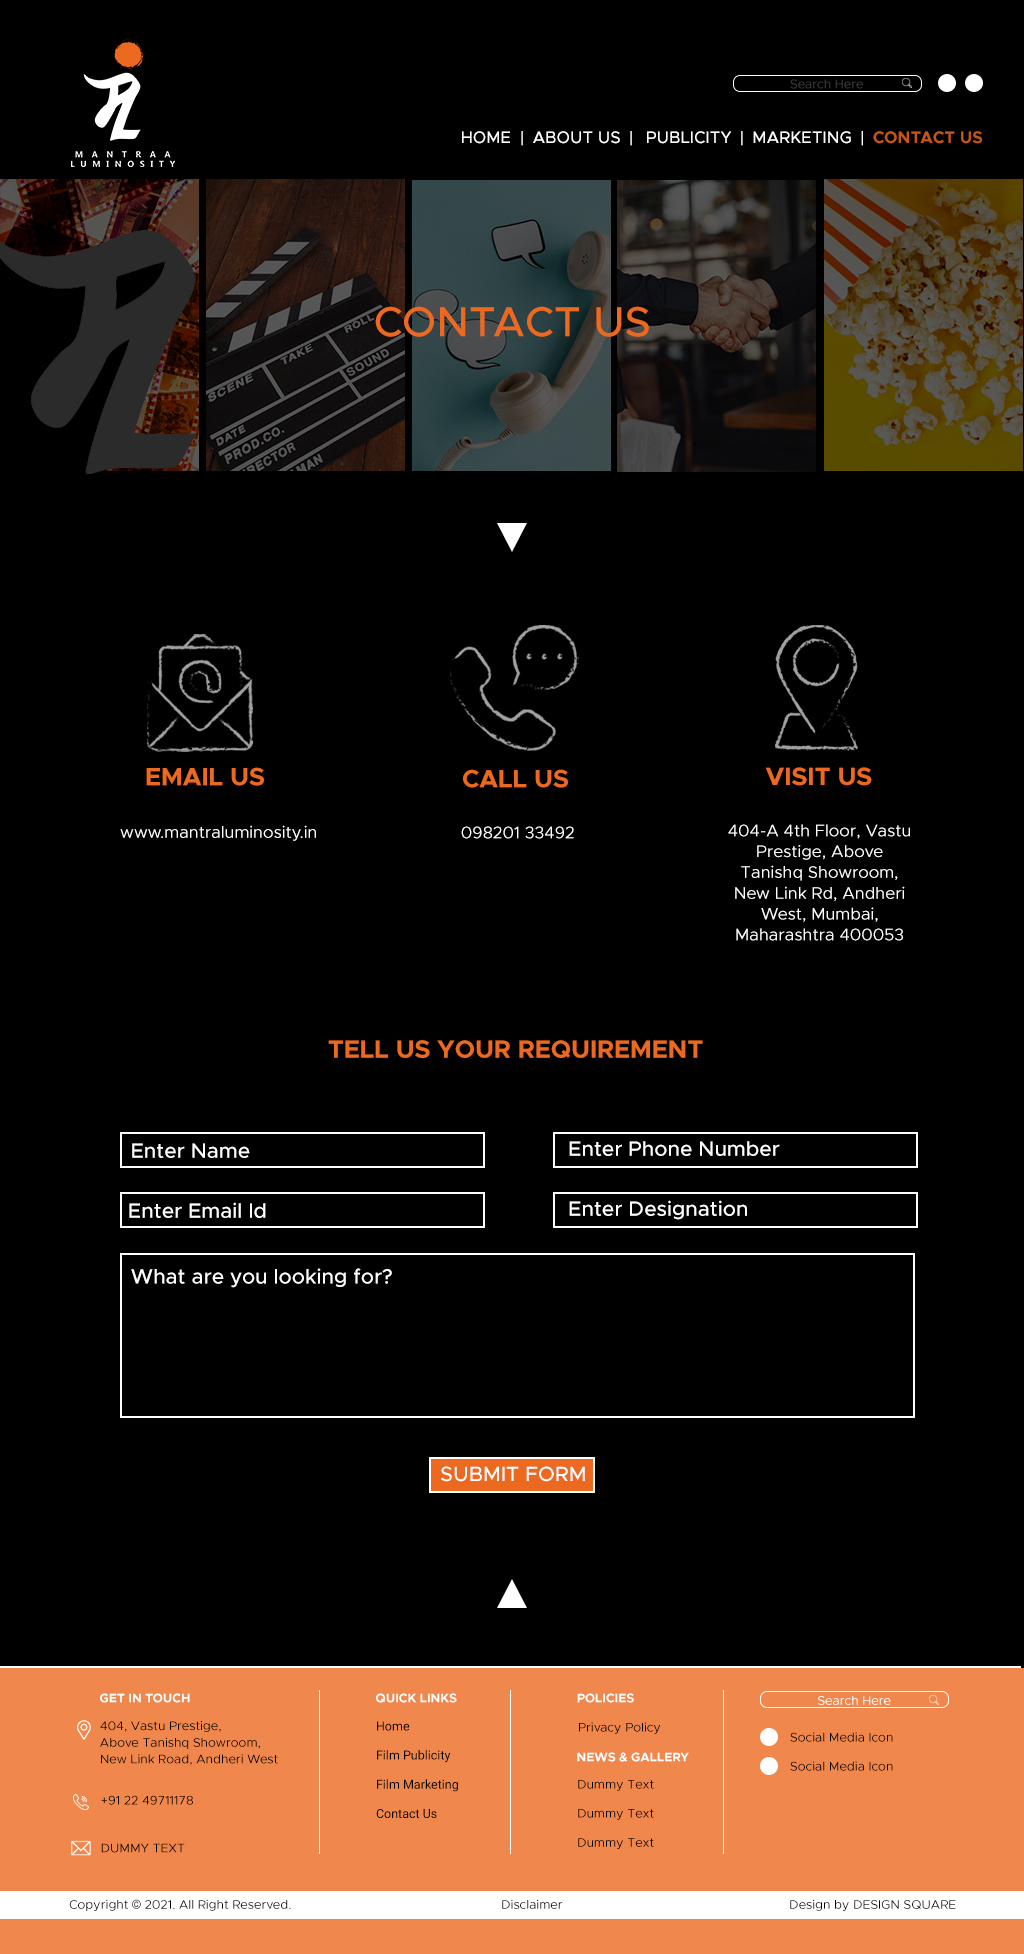 MANTRAA
LUMINOSITY
Search Here
HOME | ABOUT US | PUBLICITY | MARKETING | CONTACT US
ROLL
SCENE
TAKE
SOUND
DATE
PROD.CO.
CONTACT US
EMAIL US
www.mantraluminosity.in
CALL US
098201 33492
VISIT US
404-A 4th Floor, Vastu
Prestige, Above
Tanishq Showroom,
New Link Rd, Andheri
West, Mumbai,
Maharashtra 400053
TELL US YOUR REQUIREMENT
Enter Name
Enter Phone Number
Enter Email Id
Enter Designation
What are you looking for?
SUBMIT FORM
GET IN TOUCH
404, Vastu Prestige,
Above Tanishq Showroom,
New Link Road, Andheri West
+91 22 49711178
DUMMY TEXT
QUICK LINKS
Home
Film Publicity
Film Marketing
Contact Us
POLICIES
Privacy Policy
NEWS & GALLERY
Dummy Text
Dummy Text
Dummy Text
Search Here
Social Media Icon
Social Media Icon
Copyright © 2021. All Right Reserved.
Disclaimer
Design by DESIGN SQUARE